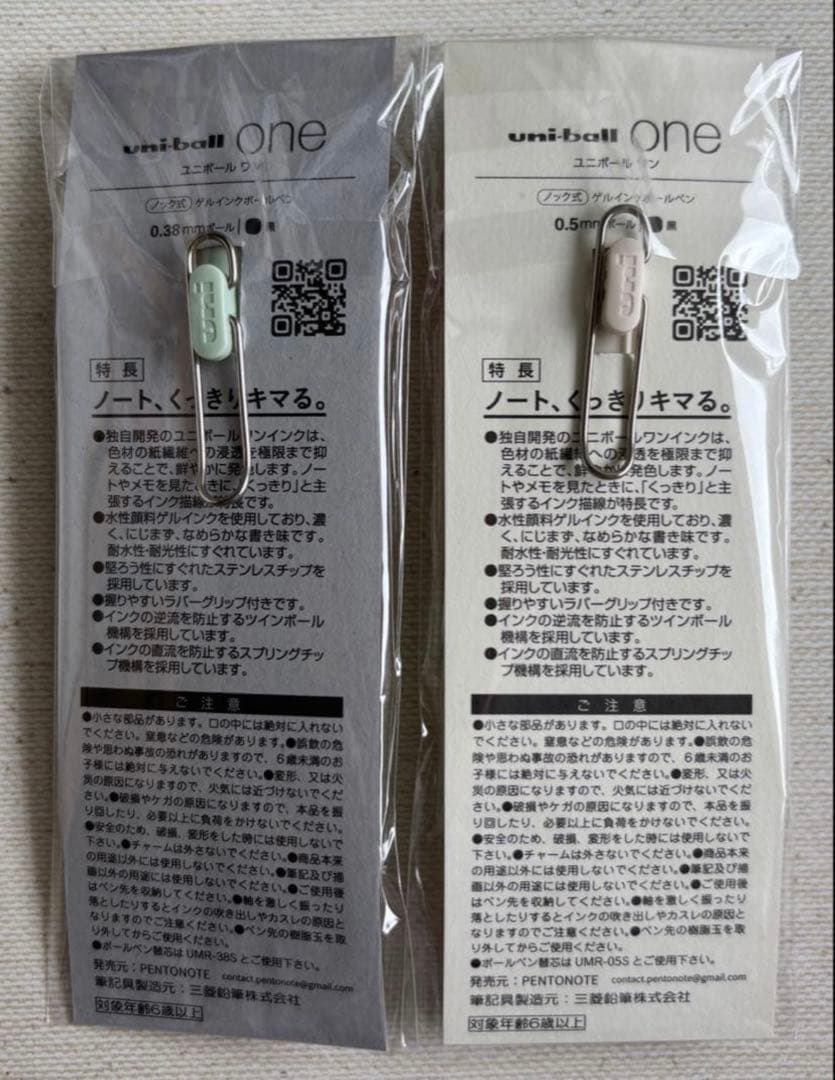 uni-ball one
ユニボール ワン
ノック式 ゲルインクボールペン
0.38mmボール 黒
uni
特長
ノート、くっきりキマる。
●独自開発のユニボールワンインクは、
色材の紙繊維への浸透を極限まで抑
えることで、鮮やかに発色します。ノー
トやメモを見たときに、「くっきり」と主
張するインク描線が特長です。
●水性顔料ゲルインクを使用しており、濃
く、にじまず、なめらかな書き味です。
耐水性・耐光性にすぐれています。
●堅ろう性にすぐれたステンレスチップを
採用しています。
●握りやすいラバーグリップ付きです。
●インクの逆流を防止するツインボール
機構を採用しています。
●インクの直流を防止するスプリングチッ
プ機構を採用しています。
ご注意
●小さな部品があります。口の中には絶対に入れない
でください。窒息などの危険があります。●誤飲の危
険や思わぬ事故の恐れがありますので、6歳未満のお
子様には絶対に与えないでください。●変形、又は火
災の原因になりますので、火気には近づけないでくだ
さい。●破損やケガの原因になりますので、本品を振
り回したり、必要以上に負荷をかけないでください。
●安全のため、破損、変形をした時には使用しないで
下さい。●チャームは外さないでください。●商品本来
の用途以外には使用しないでください。●筆記及び描
画以外の用途には使用しないでください。●ご使用後
はペン先を収納してください。●軸を激しく振ったり
落としたりするとインクの吹き出しやカスレの原因と
なりますのでご注意ください。●ペン先の樹脂玉を取
り外してからご使用ください。
●ボールペン替芯は UMR-38S とご使用下さい。
発売元：PENTONOTE contact.pentonote@gmail.com
筆記具製造元：三菱鉛筆株式会社
対象年齢6歳以上
uni-ball one
ユニボール ワン
ノック式 ゲルインクボールペン
0.5mmボール 黒
uni
特長
ノート、くっきりキマる。
●独自開発のユニボールワンインクは、
色材の紙繊維への浸透を極限まで抑
えることで、鮮やかに発色します。ノー
トやメモを見たときに、「くっきり」と主
張するインク描線が特長です。
●水性顔料ゲルインクを使用しており、濃
く、にじまず、なめらかな書き味です。
耐水性・耐光性にすぐれています。
●堅ろう性にすぐれたステンレスチップを
採用しています。
●握りやすいラバーグリップ付きです。
●インクの逆流を防止するツインボール
機構を採用しています。
●インクの直流を防止するスプリングチッ
プ機構を採用しています。
ご注意
●小さな部品があります。口の中には絶対に入れない
でください。窒息などの危険があります。●誤飲の危
険や思わぬ事故の恐れがありますので、6歳未満のお
子様には絶対に与えないでください。●変形、又は火
災の原因になりますので、火気には近づけないでくだ
さい。●破損やケガの原因になりますので、本品を振
り回したり、必要以上に負荷をかけないでください。
●安全のため、破損、変形をした時には使用しないで
下さい。●チャームは外さないでください。●商品本来
の用途以外には使用しないでください。●筆記及び描
画以外の用途には使用しないでください。●ご使用後
はペン先を収納してください。●軸を激しく振ったり
落としたりするとインクの吹き出しやカスレの原因と
なりますのでご注意ください。●ペン先の樹脂玉を取
り外してからご使用ください。
●ボールペン替芯は UMR-05S とご使用下さい。
発売元：PENTONOTE contact.pentonote@gmail.com
筆記具製造元：三菱鉛筆株式会社
対象年齢6歳以上